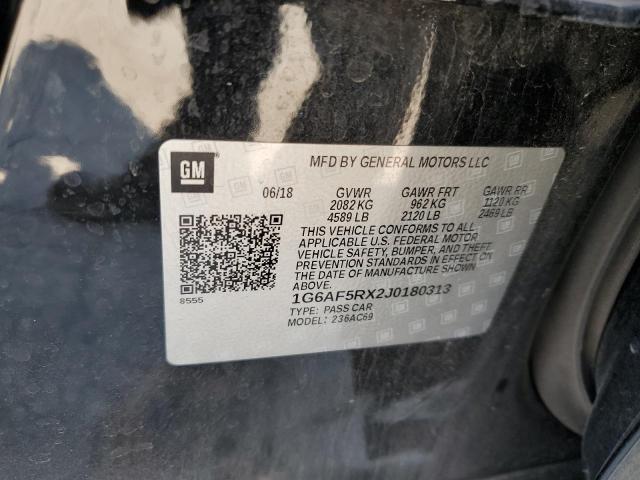 GM
MFD BY GENERAL MOTORS LLC
06/18 GVWR GAWR FRT GAWR RR
2082 KG 962 KG 1120 KG
4589 LB 2120 LB 2469 LB
THIS VEHICLE CONFORMS TO ALL
APPLICABLE U.S. FEDERAL MOTOR
VEHICLE SAFETY, BUMPER, AND THEFT
PREVENTION STANDARDS IN EFFECT ON
THE DATE OF MANUFACTURE SHOWN
ABOVE.
8555
1G6AF5RX2J0180313
TYPE: PASS CAR
MODEL: 236AC69